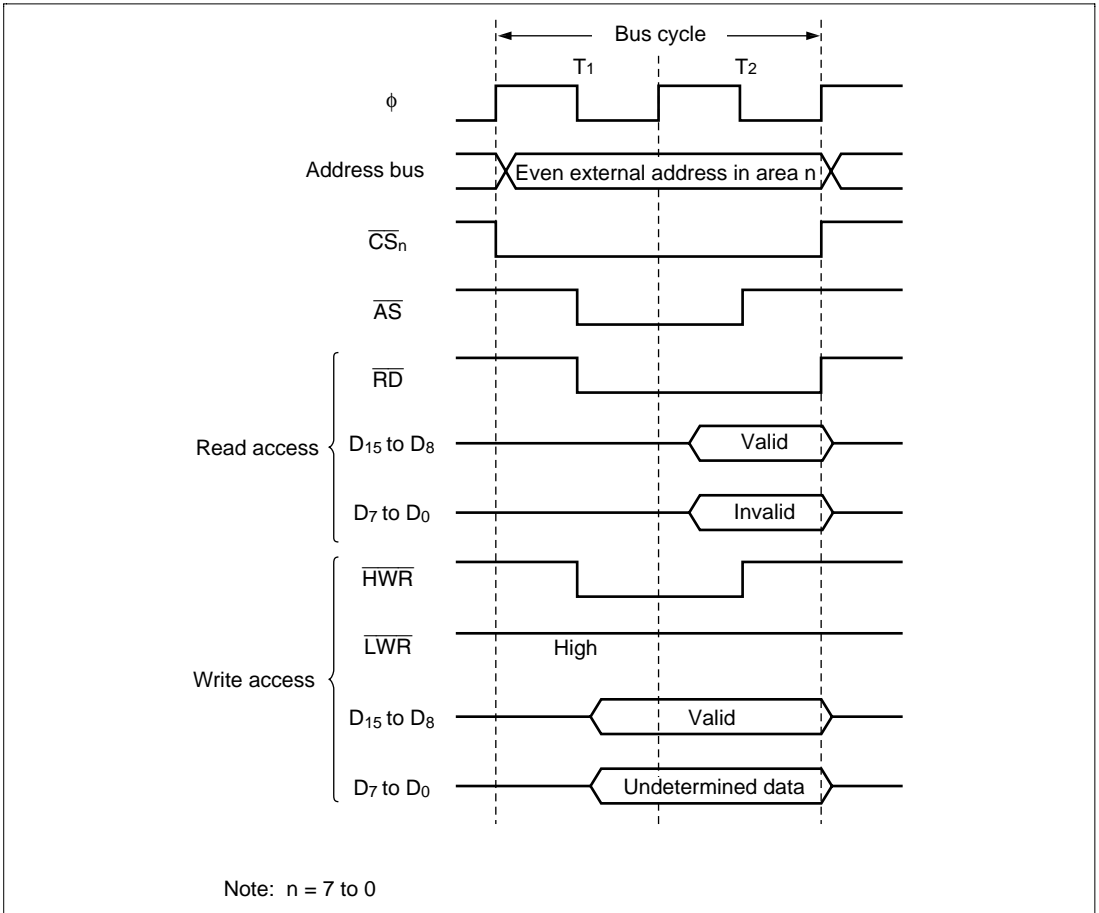 Bus cycle
T1 T2
φ
Address bus Even external address in area n
CSn
AS
RD
Read access
D15 to D8 Valid
D7 to D0 Invalid
HWR
LWR High
Write access
D15 to D8 Valid
D7 to D0 Undetermined data
Note: n = 7 to 0